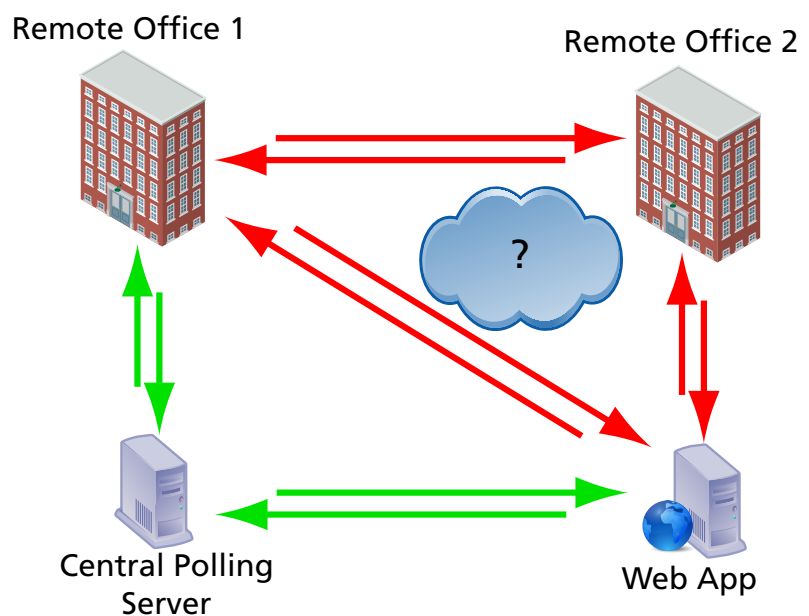 Remote Office 1
Remote Office 2
?
Central Polling
Server
Web App